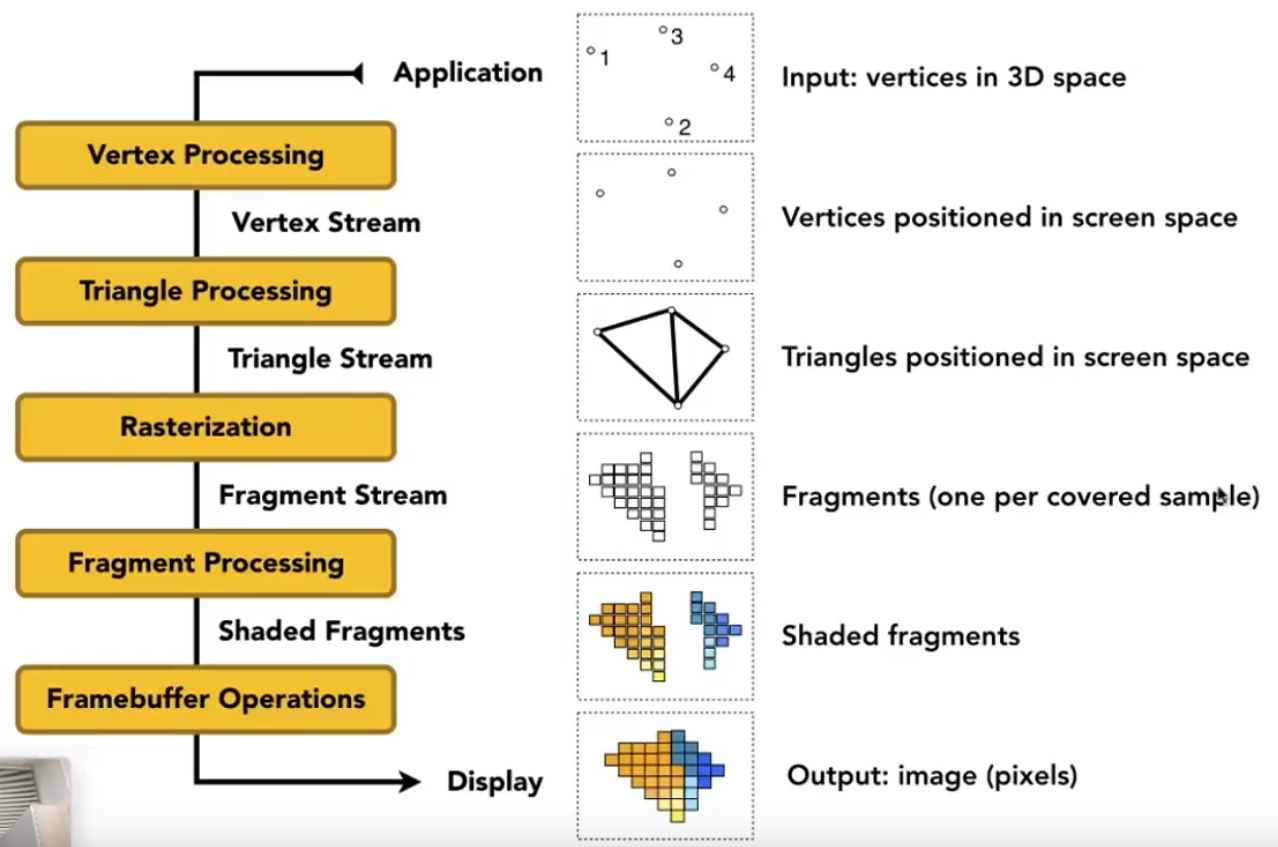 Application
1
3
4
2
Input: vertices in 3D space
Vertex Processing
Vertex Stream
Vertices positioned in screen space
Triangle Processing
Triangle Stream
Triangles positioned in screen space
Rasterization
Fragment Stream
Fragments (one per covered sample)
Fragment Processing
Shaded Fragments
Shaded fragments
Framebuffer Operations
Display
Output: image (pixels)